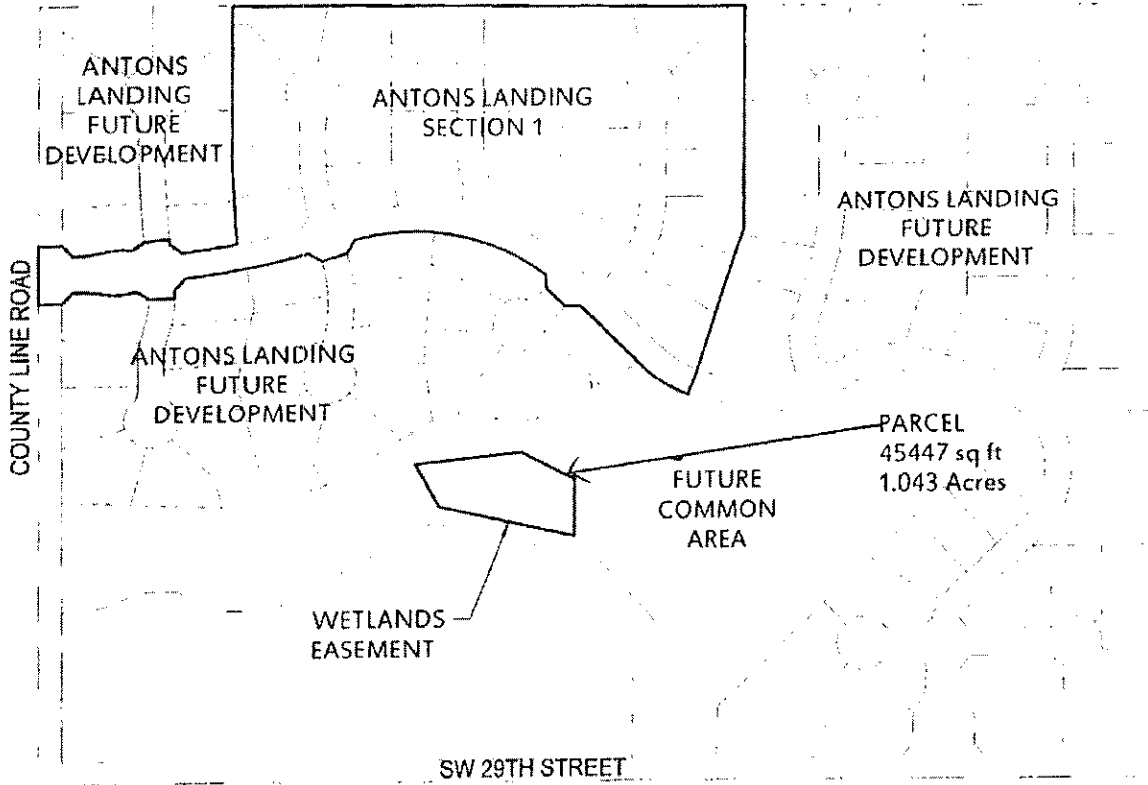 ANTONS
LANDING
FUTURE
DEVELOPMENT
ANTONS LANDING
SECTION 1
ANTONS LANDING
FUTURE
DEVELOPMENT
COUNTY LINE ROAD
ANTONS LANDING
FUTURE
DEVELOPMENT
PARCEL
45447 sq ft
1.043 Acres
FUTURE
COMMON
AREA
WETLANDS
EASEMENT
SW 29TH STREET